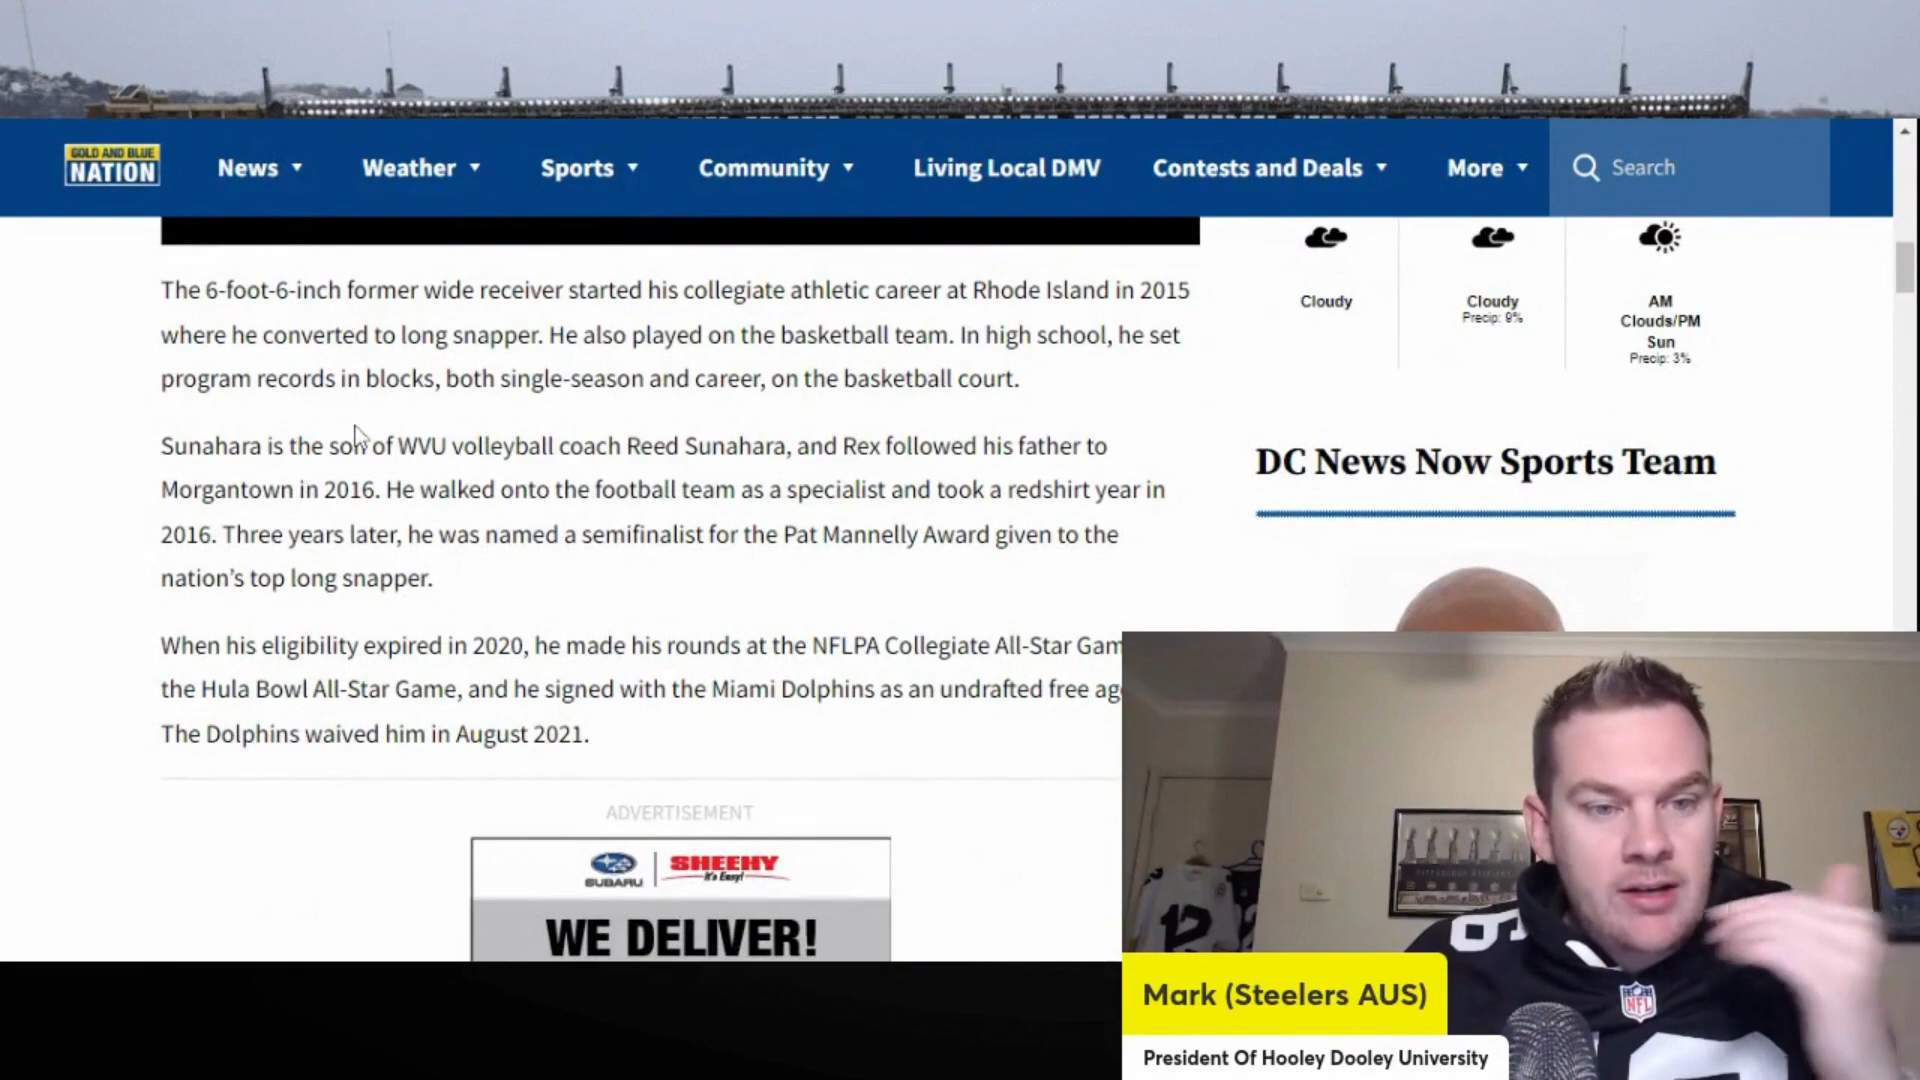 GOLD AND BLUE
NATION
News
Weather
Sports
Community
Living Local DMV
Contests and Deals
More
Search
The 6-foot-6-inch former wide receiver started his collegiate athletic career at Rhode Island in 2015
where he converted to long snapper. He also played on the basketball team. In high school, he set
program records in blocks, both single-season and career, on the basketball court.
Sunahara is the son of WVU volleyball coach Reed Sunahara, and Rex followed his father to
Morgantown in 2016. He walked onto the football team as a specialist and took a redshirt year in
2016. Three years later, he was named a semifinalist for the Pat Mannelly Award given to the
nation’s top long snapper.
When his eligibility expired in 2020, he made his rounds at the NFLPA Collegiate All-Star Gam
the Hula Bowl All-Star Game, and he signed with the Miami Dolphins as an undrafted free ag
The Dolphins waived him in August 2021.
ADVERTISEMENT
SUBARU
SHEEHY
It's Easy!
WE DELIVER!
Cloudy
Cloudy
Precip: 9%
AM
Clouds/PM
Sun
Precip: 3%
DC News Now Sports Team
12
NFL
Mark (Steelers AUS)
President Of Hooley Dooley University